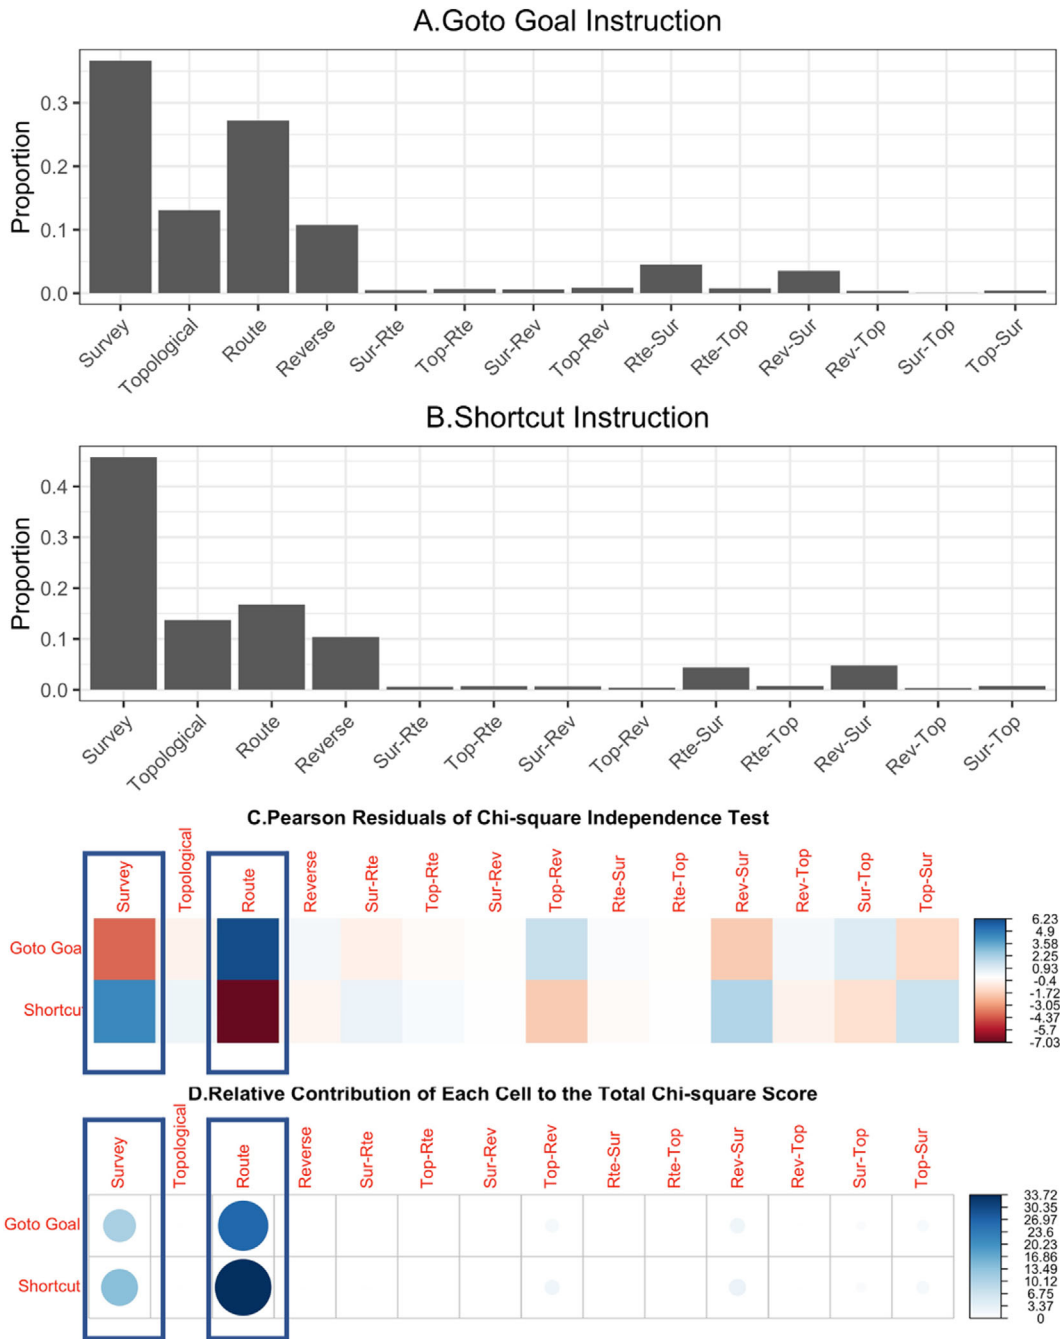 A.Goto Goal Instruction
Proportion
0.3
0.2
0.1
0.0
Survey Topological Route Reverse Sur-Rte Top-Rte Sur-Rev Top-Rev Rte-Sur Rte-Top Rev-Sur Rev-Top Sur-Top Top-Sur
B.Shortcut Instruction
Proportion
0.4
0.3
0.2
0.1
0.0
Survey Topological Route Reverse Sur-Rte Top-Rte Sur-Rev Top-Rev Rte-Sur Rte-Top Rev-Sur Rev-Top Sur-Top
C.Pearson Residuals of Chi-square Independence Test
Survey Topological Route Reverse Sur-Rte Top-Rte Sur-Rev Top-Rev Rte-Sur Rte-Top Rev-Sur Rev-Top Sur-Top Top-Sur
Goto Goa
Shortcu
6.23
4.9
3.58
2.25
0.93
-0.4
-1.72
-3.05
-4.37
-5.7
-7.03
D.Relative Contribution of Each Cell to the Total Chi-square Score
Survey Topological Route Reverse Sur-Rte Top-Rte Sur-Rev Top-Rev Rte-Sur Rte-Top Rev-Sur Rev-Top Sur-Top Top-Sur
Goto Goal
Shortcut
33.72
30.35
26.97
23.6
20.23
16.86
13.49
10.12
6.75
3.37
0